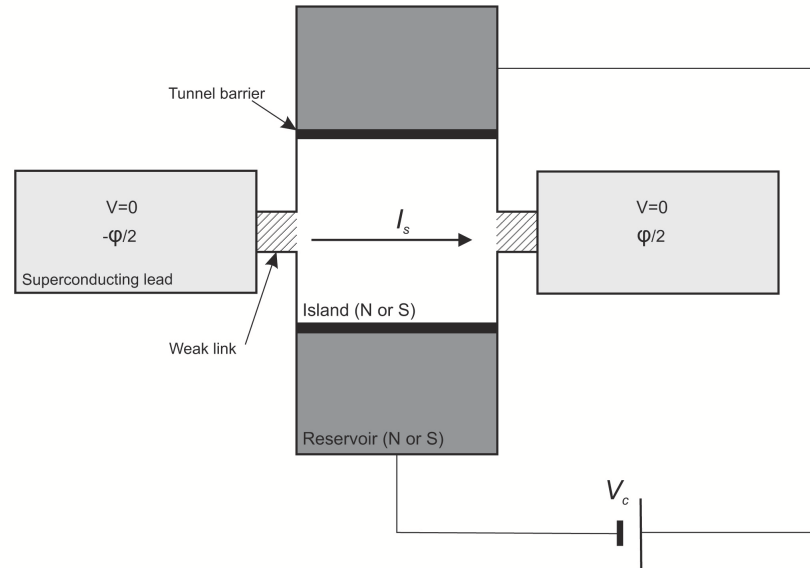 Tunnel barrier
V=0
-φ/2
Superconducting lead
I_s
V=0
φ/2
Island (N or S)
Weak link
Reservoir (N or S)
V_c